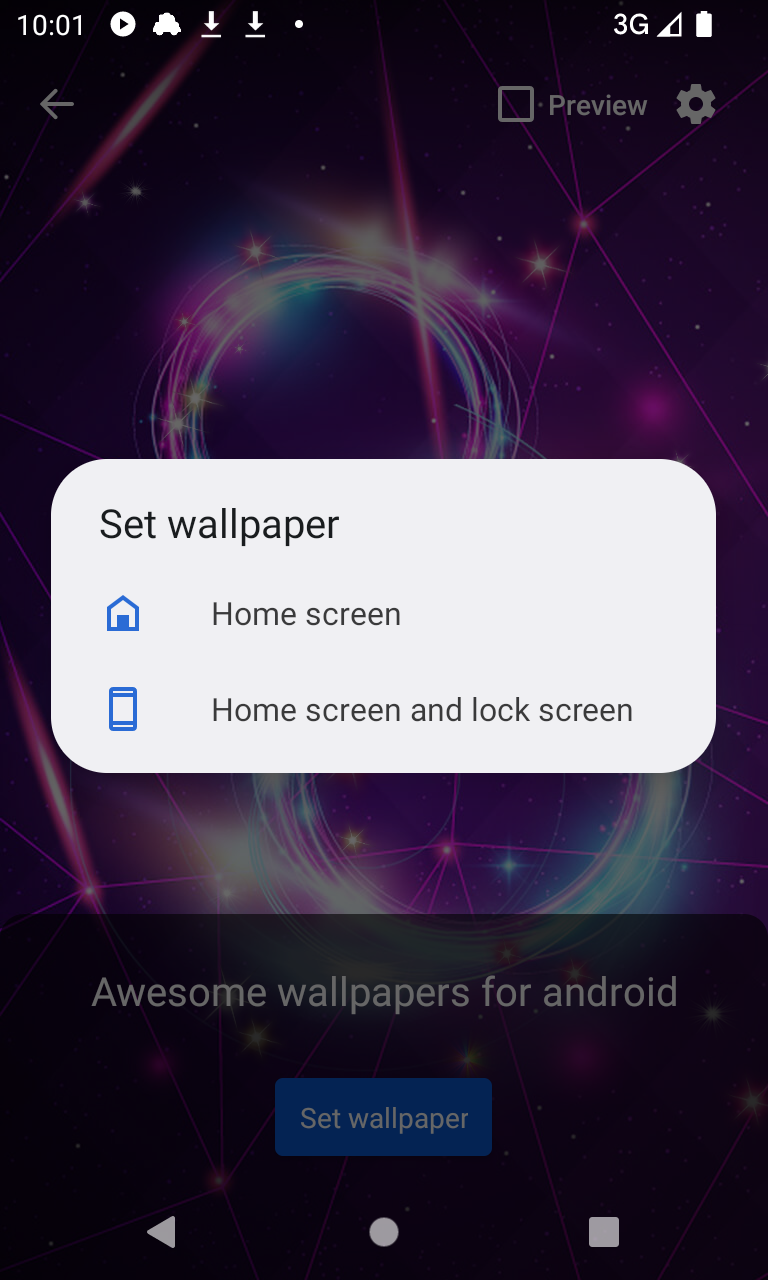 10:01 3G
Preview
Set wallpaper
Home screen
Home screen and lock screen
Awesome wallpapers for android
Set wallpaper